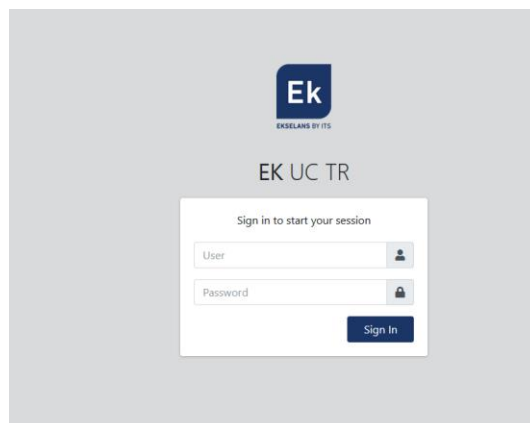 Ek
EKSELANS BY ITS
EK UC TR
Sign in to start your session
User
Password
Sign In